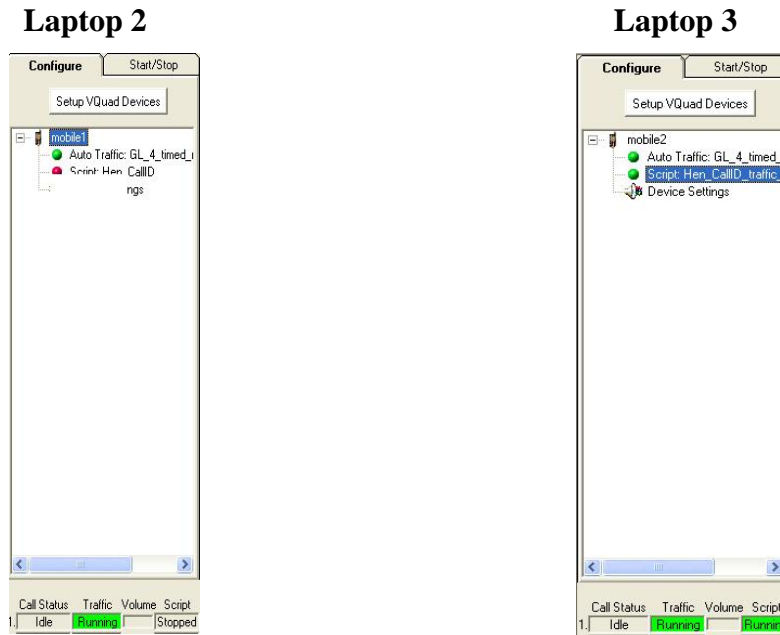 Laptop 2
Configure Start/Stop
Setup VQuad Devices
mobile1
Auto Traffic: GL_4_timed_
Script: Hen_CallID
ngs
Call Status Traffic Volume Script
1. Idle Running Stopped
Laptop 3
Configure Start/Stop
Setup VQuad Devices
mobile2
Auto Traffic: GL_4_timed_
Script: Hen_CallID_traffic_
Device Settings
Call Status Traffic Volume Script
1. Idle Running Runnin